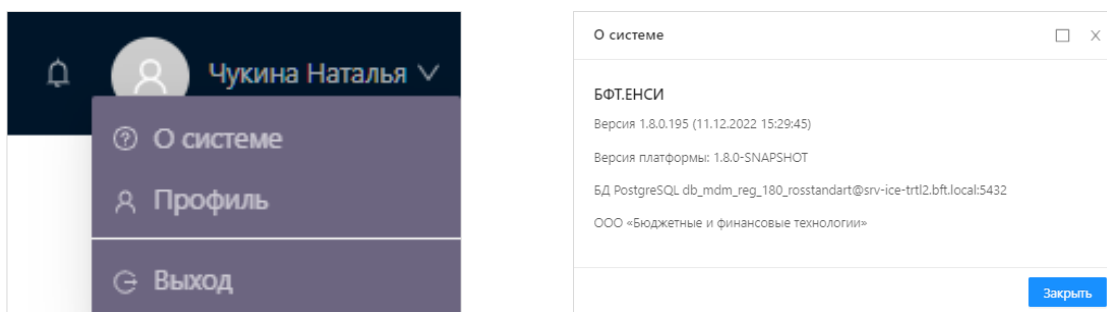 Чукина Наталья
О системе
Профиль
Выход
О системе
БФТ.ЕНСИ
Версия 1.8.0.195 (11.12.2022 15:29:45)
Версия платформы: 1.8.0-SNAPSHOT
БД PostgreSQL db_mdm_reg_180_rosstandart@srv-ice-trtl2.bft.local:5432
ООО «Бюджетные и финансовые технологии»
Закрыть